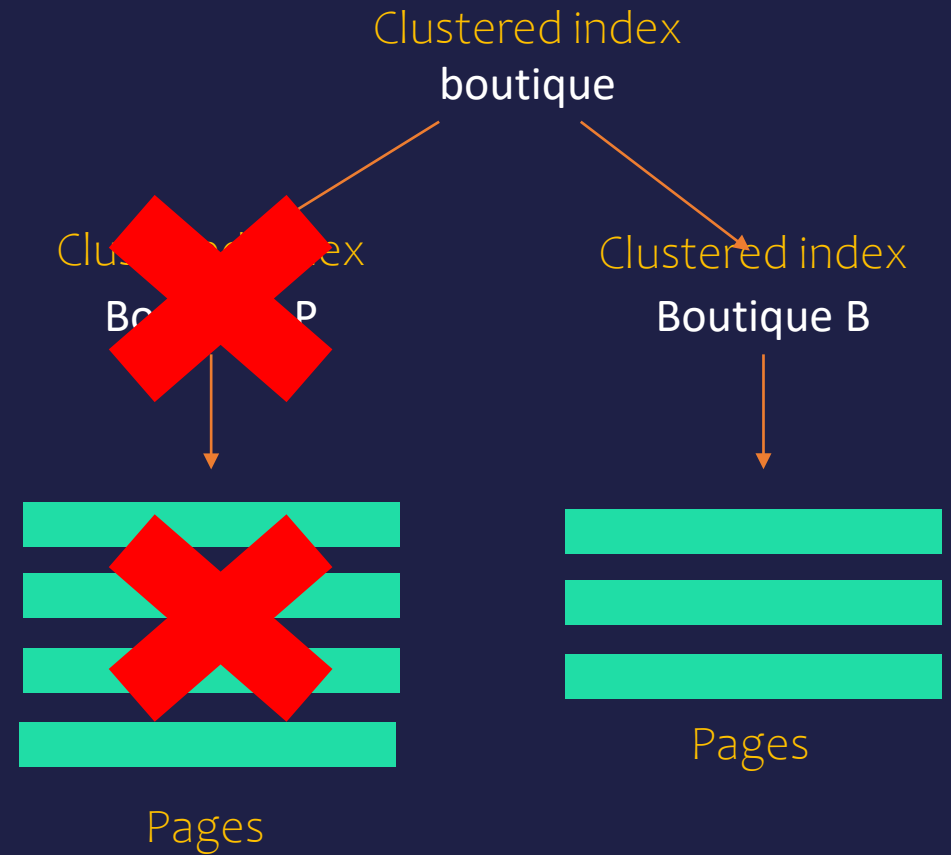 Clustered index
boutique
Clustered index
P
Boutique B
Pages
Pages